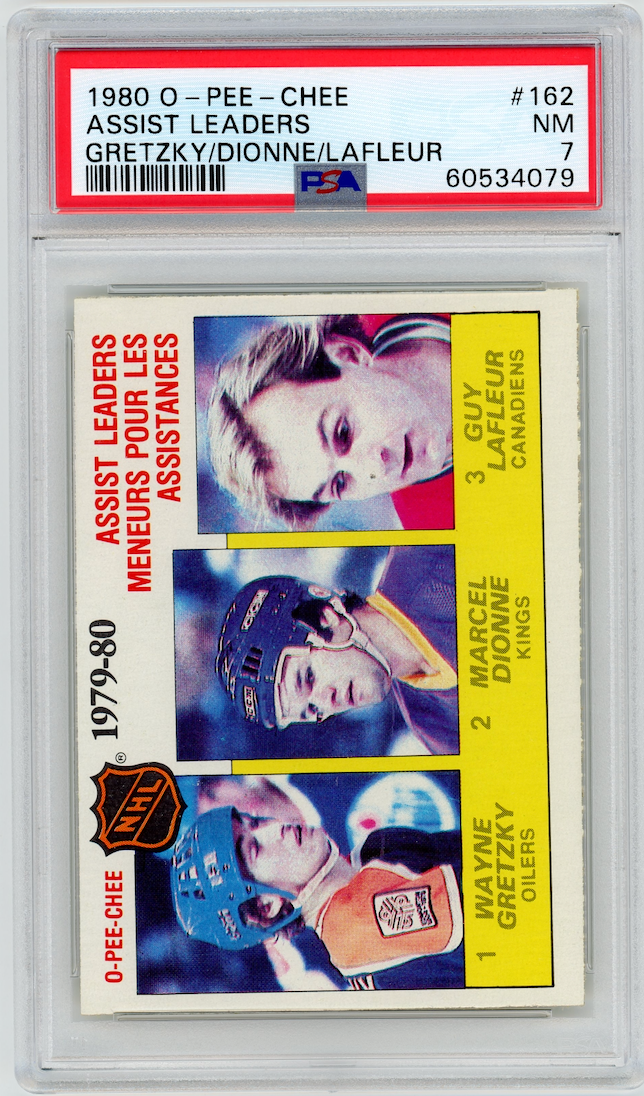 1980 O-PEE-CHEE #162
ASSIST LEADERS NM
GRETZKY/DIONNE/LAFLEUR 7
PSA 60534079
O-PEE-CHEE
NHL ® 1979-80
ASSIST LEADERS
MENEURS POUR LES
ASSISTANCES
1 WAYNE
GRETZKY
OILERS
2 MARCEL
DIONNE
KINGS
3 GUY
LAFLEUR
CANADIENS